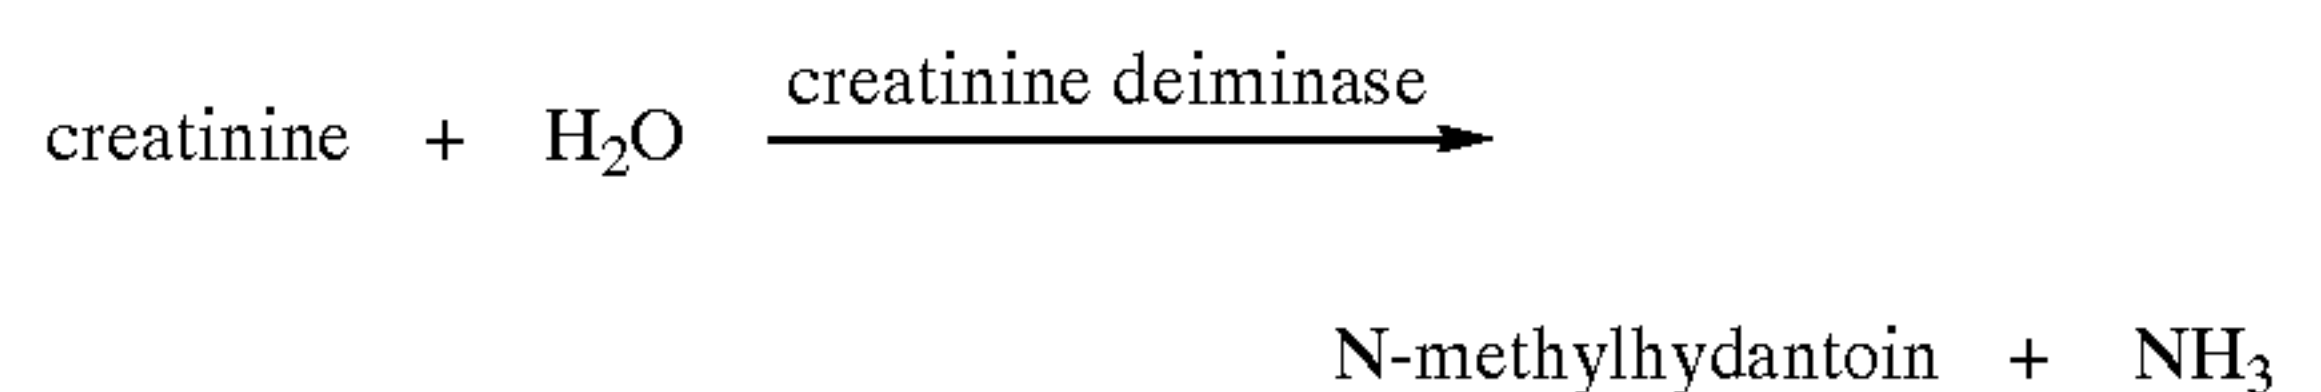 creatinine deiminase
creatinine + H₂O
N-methylhydantoin + NH₃